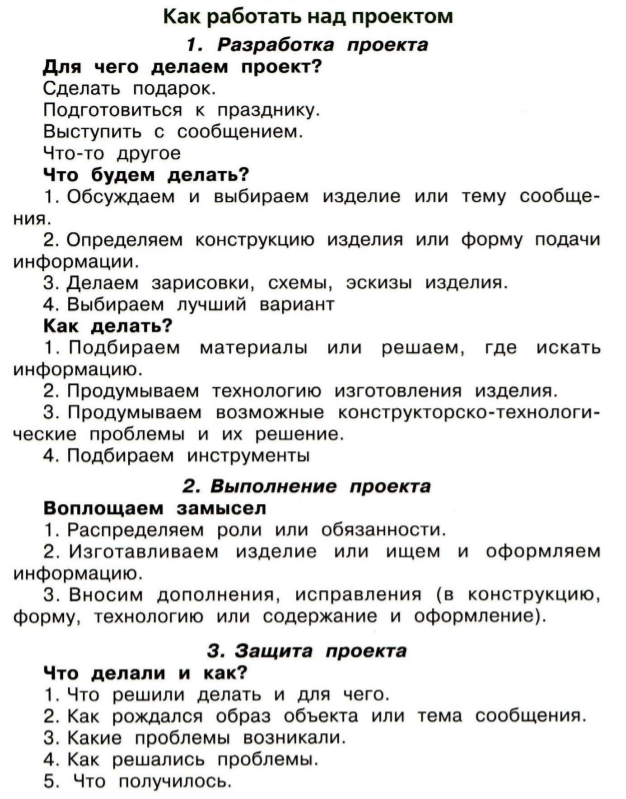 Как работать над проектом
1. Разработка проекта
Для чего делаем проект?
Сделать подарок.
Подготовиться к празднику.
Выступить с сообщением.
Что-то другое
Что будем делать?
1. Обсуждаем и выбираем изделие или тему сообще-
ния.
2. Определяем конструкцию изделия или форму подачи
информации.
3. Делаем зарисовки, схемы, эскизы изделия.
4. Выбираем лучший вариант
Как делать?
1. Подбираем материалы или решаем, где искать
информацию.
2. Продумываем технологию изготовления изделия.
3. Продумываем возможные конструкторско-технологи-
ческие проблемы и их решение.
4. Подбираем инструменты
2. Выполнение проекта
Воплощаем замысел
1. Распределяем роли или обязанности.
2. Изготавливаем изделие или ищем и оформляем
информацию.
3. Вносим дополнения, исправления (в конструкцию,
форму, технологию или содержание и оформление).
3. Защита проекта
Что делали и как?
1. Что решили делать и для чего.
2. Как рождался образ объекта или тема сообщения.
3. Какие проблемы возникали.
4. Как решались проблемы.
5. Что получилось.